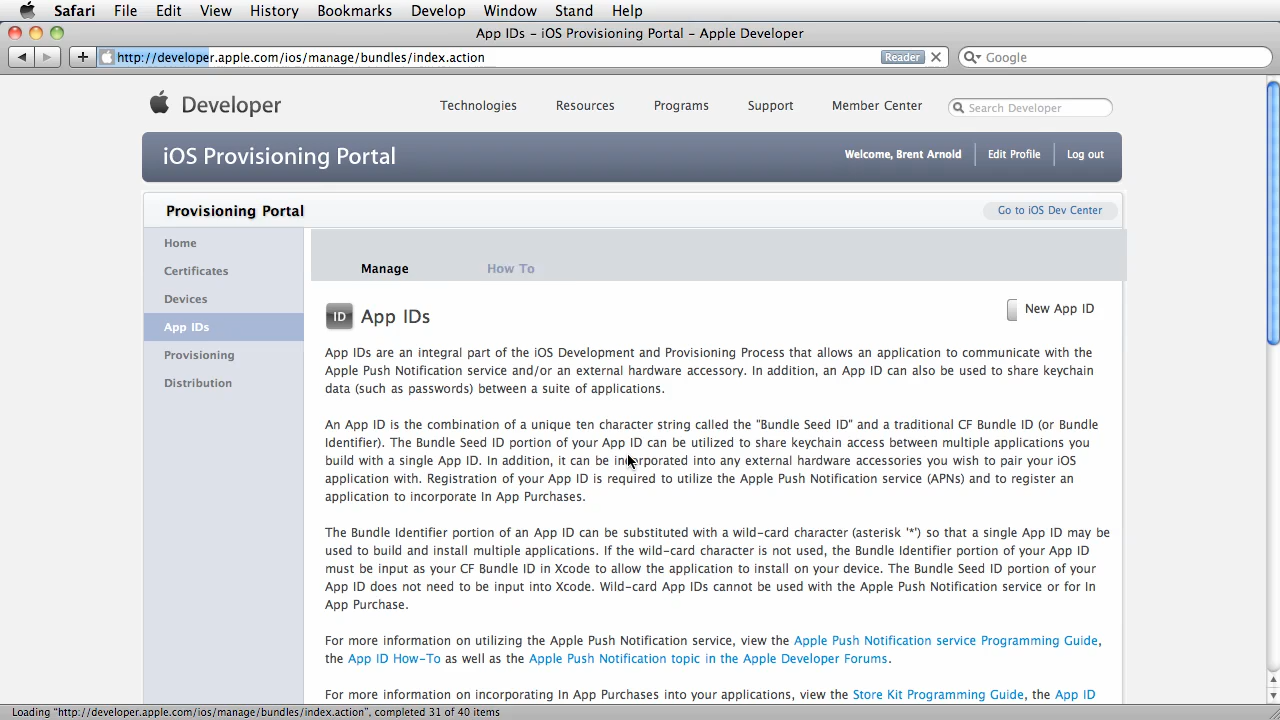 Safari File Edit View History Bookmarks Develop Window Stand Help
App IDs – iOS Provisioning Portal – Apple Developer
http://developer.apple.com/ios/manage/bundles/index.action Reader Google
Developer Technologies Resources Programs Support Member Center Search Developer
iOS Provisioning Portal Welcome, Brent Arnold Edit Profile Log out
Provisioning Portal Go to iOS Dev Center
Home
Certificates
Devices
App IDs
Provisioning
Distribution
Manage How To
ID App IDs New App ID
App IDs are an integral part of the iOS Development and Provisioning Process that allows an application to communicate with the
Apple Push Notification service and/or an external hardware accessory. In addition, an App ID can also be used to share keychain
data (such as passwords) between a suite of applications.
An App ID is the combination of a unique ten character string called the "Bundle Seed ID" and a traditional CF Bundle ID (or Bundle
Identifier). The Bundle Seed ID portion of your App ID can be utilized to share keychain access between multiple applications you
build with a single App ID. In addition, it can be incorporated into any external hardware accessories you wish to pair your iOS
application with. Registration of your App ID is required to utilize the Apple Push Notification service (APNs) and to register an
application to incorporate In App Purchases.
The Bundle Identifier portion of an App ID can be substituted with a wild-card character (asterisk '*') so that a single App ID may be
used to build and install multiple applications. If the wild-card character is not used, the Bundle Identifier portion of your App ID
must be input as your CF Bundle ID in Xcode to allow the application to install on your device. The Bundle Seed ID portion of your
App ID does not need to be input into Xcode. Wild-card App IDs cannot be used with the Apple Push Notification service or for In
App Purchase.
For more information on utilizing the Apple Push Notification service, view the Apple Push Notification service Programming Guide,
the App ID How-To as well as the Apple Push Notification topic in the Apple Developer Forums.
For more information on incorporating In App Purchases into your applications, view the Store Kit Programming Guide, the App ID
Loading "http://developer.apple.com/ios/manage/bundles/index.action", completed 31 of 40 items